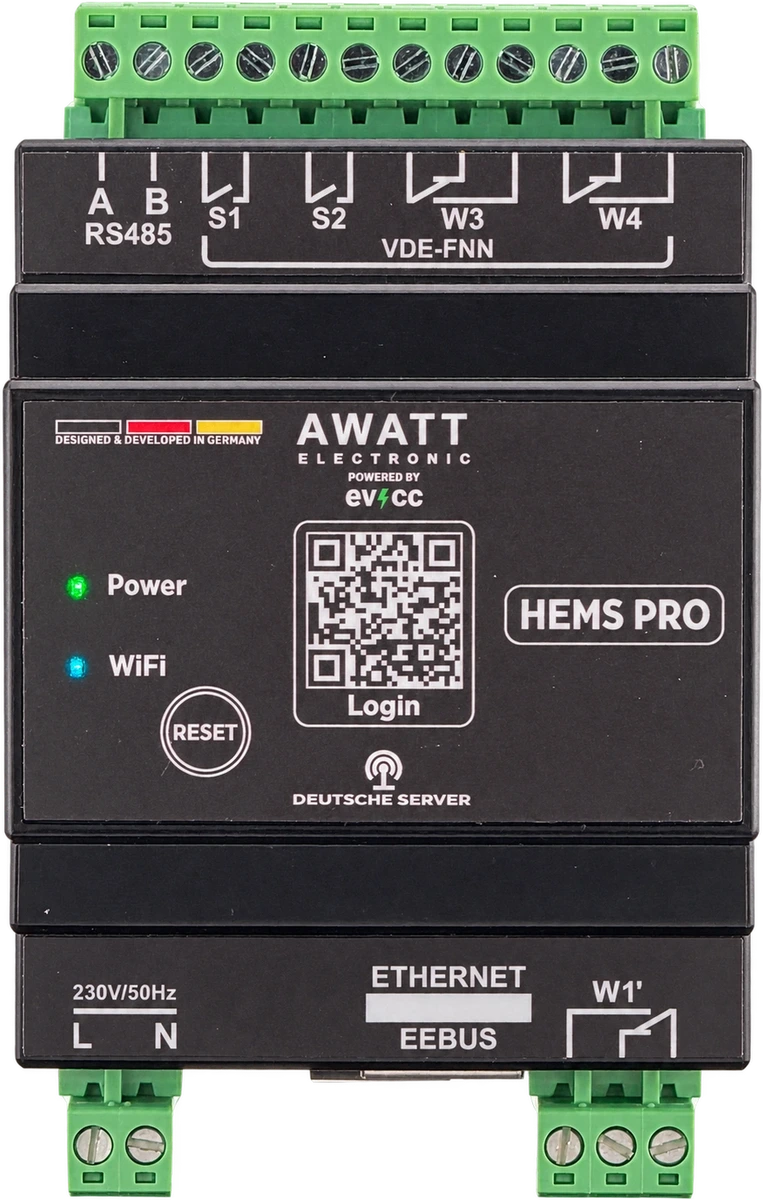 A B
RS485
S1 S2 W3 W4
VDE-FNN
DESIGNED & DEVELOPED IN GERMANY
AWATT
ELECTRONIC
POWERED BY
evcc
Power
WiFi
RESET
Login
HEMS PRO
DEUTSCHE SERVER
230V/50Hz
L N
ETHERNET
EEBUS
W1'